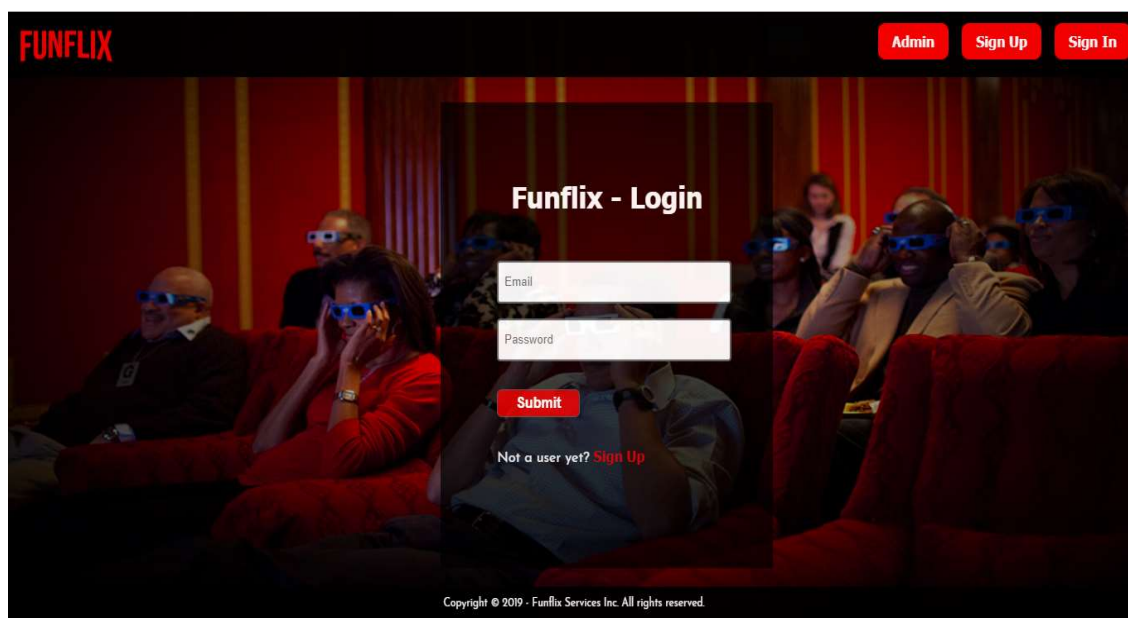 FUNFLIX
Admin Sign Up Sign In
Funflix - Login
Email
Password
Submit
Not a user yet? Sign Up
Copyright © 2019 - Funflix Services Inc. All rights reserved.
G